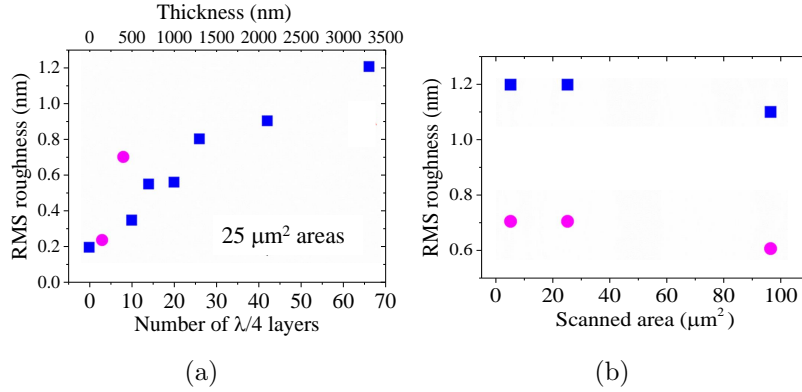 Thickness (nm)
0 500 1000 1500 2000 2500 3000 3500
RMS roughness (nm)
1.2
1.0
0.8
0.6
0.4
0.2
0.0
25 μm² areas
0 10 20 30 40 50 60 70
Number of λ/4 layers
(a)
RMS roughness (nm)
1.2
1.0
0.8
0.6
0 20 40 60 80 100
Scanned area (μm²)
(b)